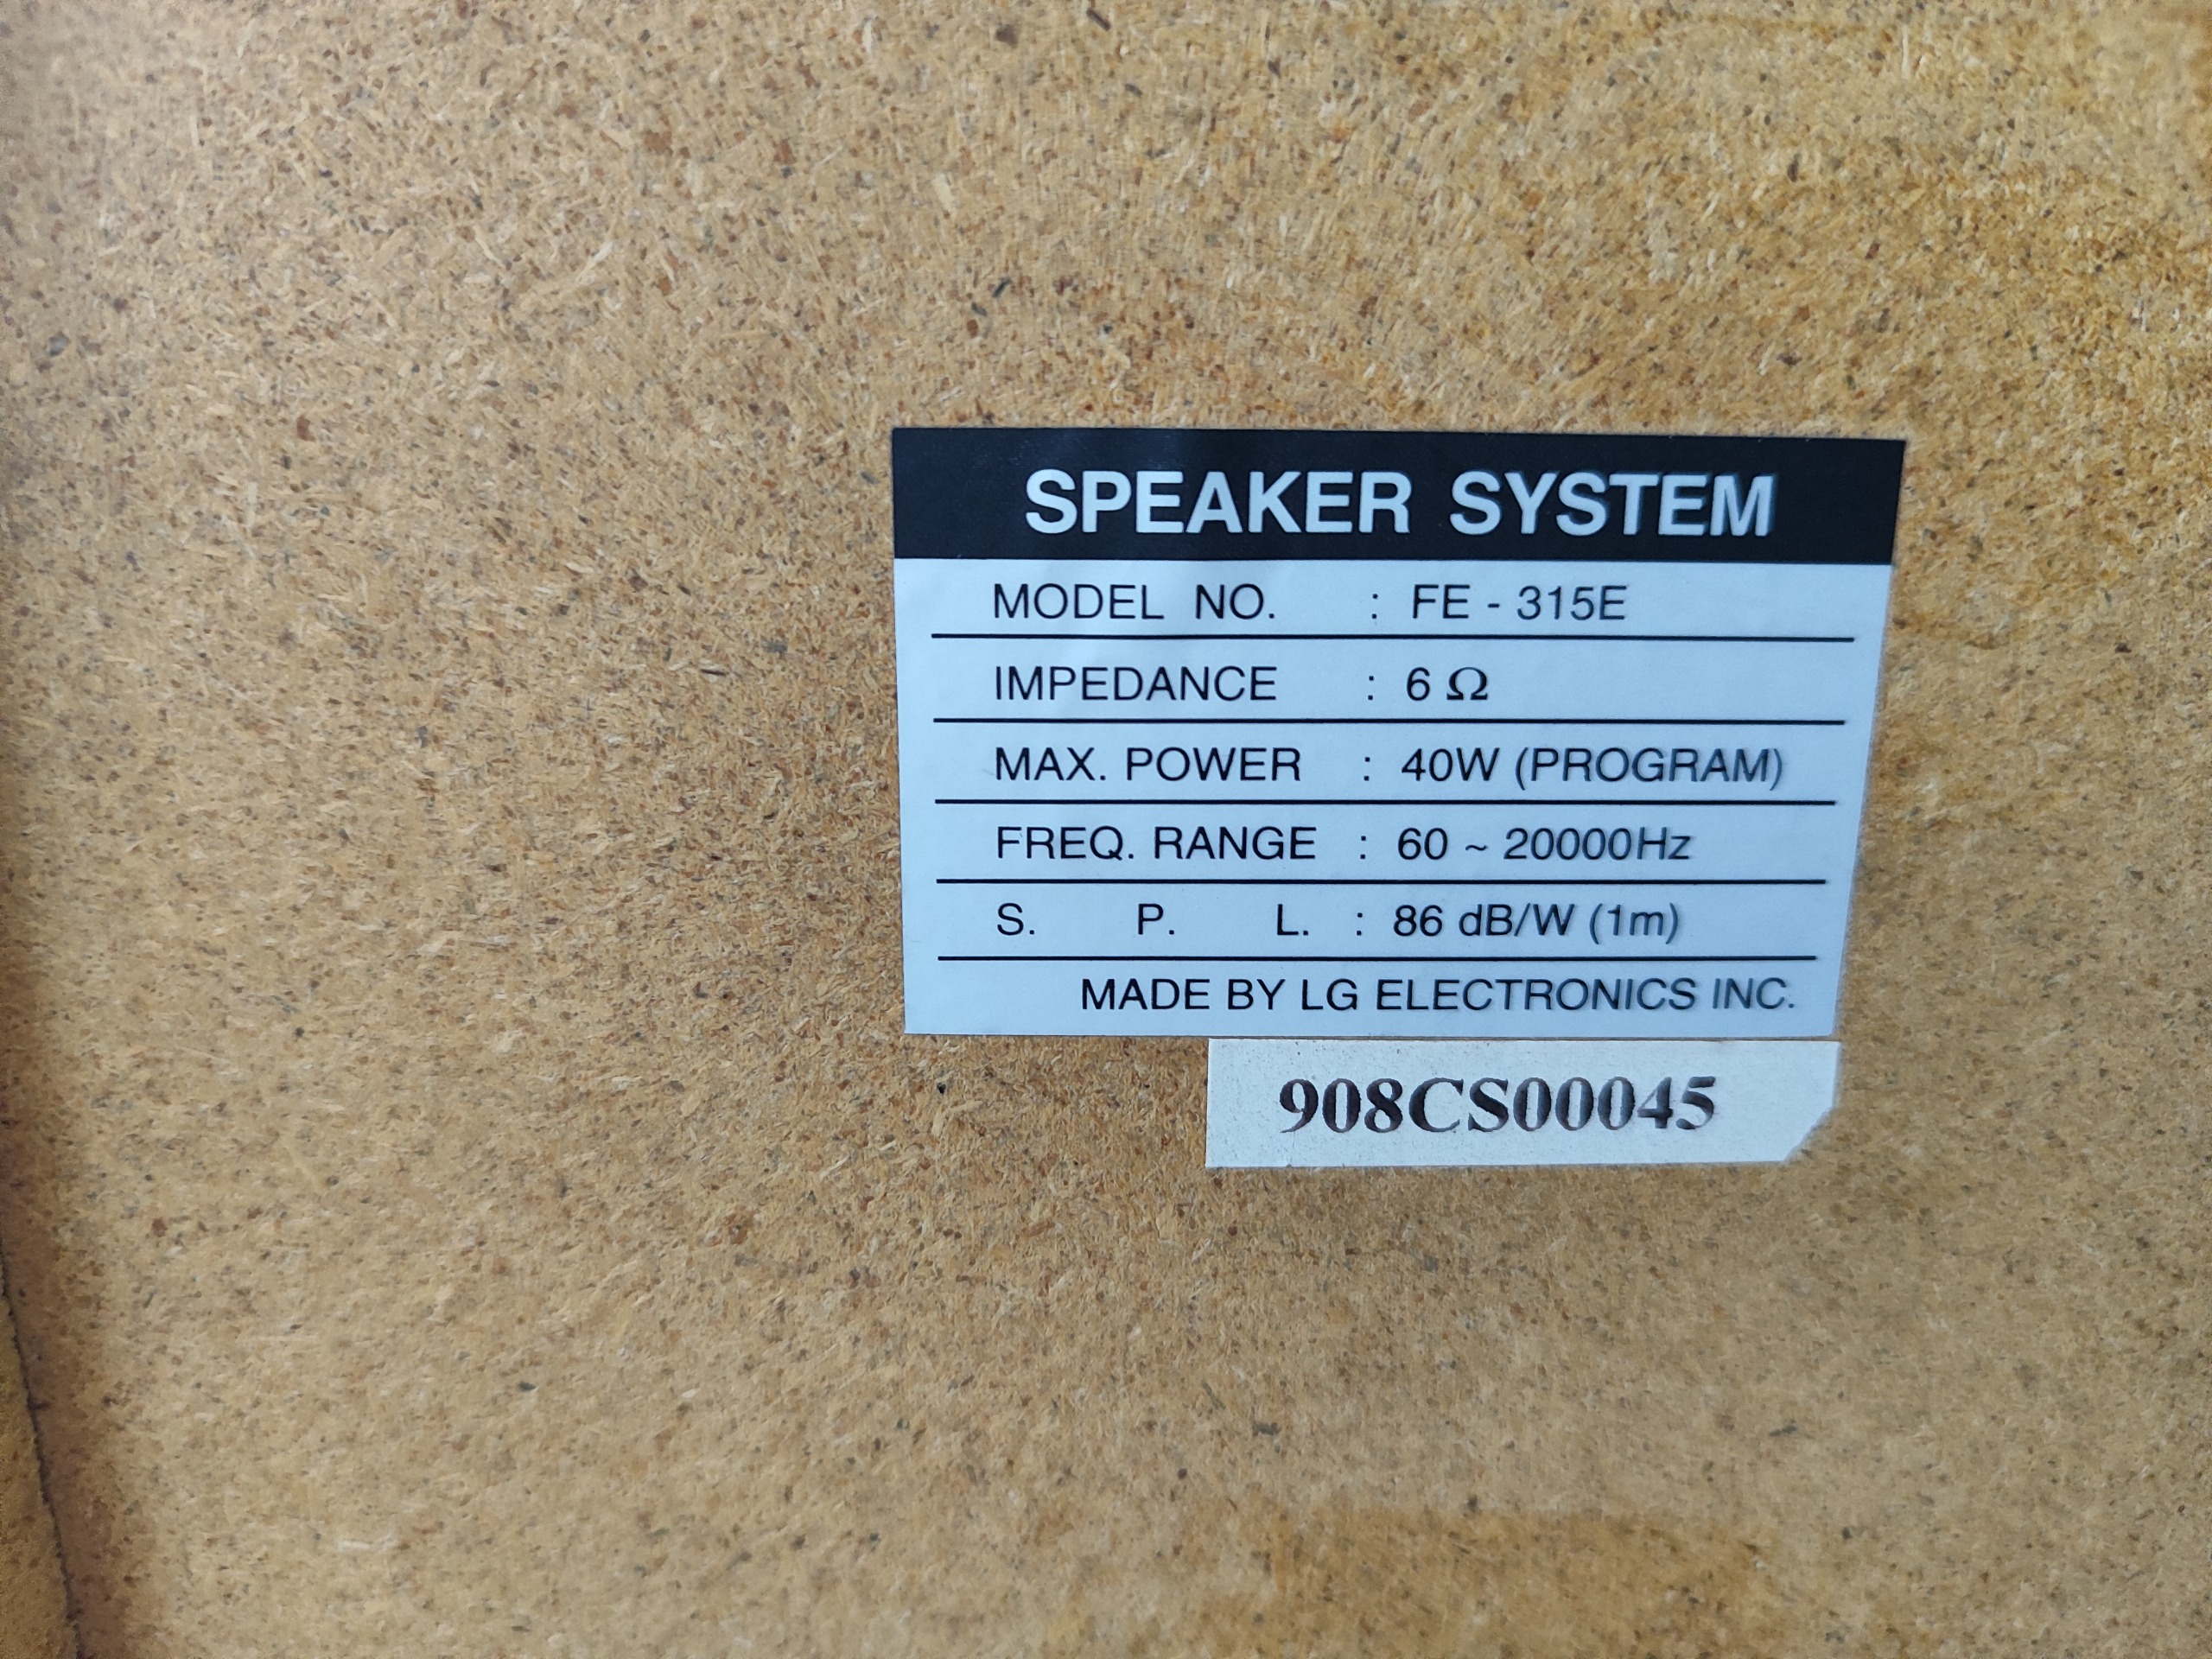 SPEAKER SYSTEM
MODEL NO. : FE - 315E
IMPEDANCE : 6 Ω
MAX. POWER : 40W (PROGRAM)
FREQ. RANGE : 60 ~ 20000Hz
S. P. L. : 86 dB/W (1m)
MADE BY LG ELECTRONICS INC.
908CS00045